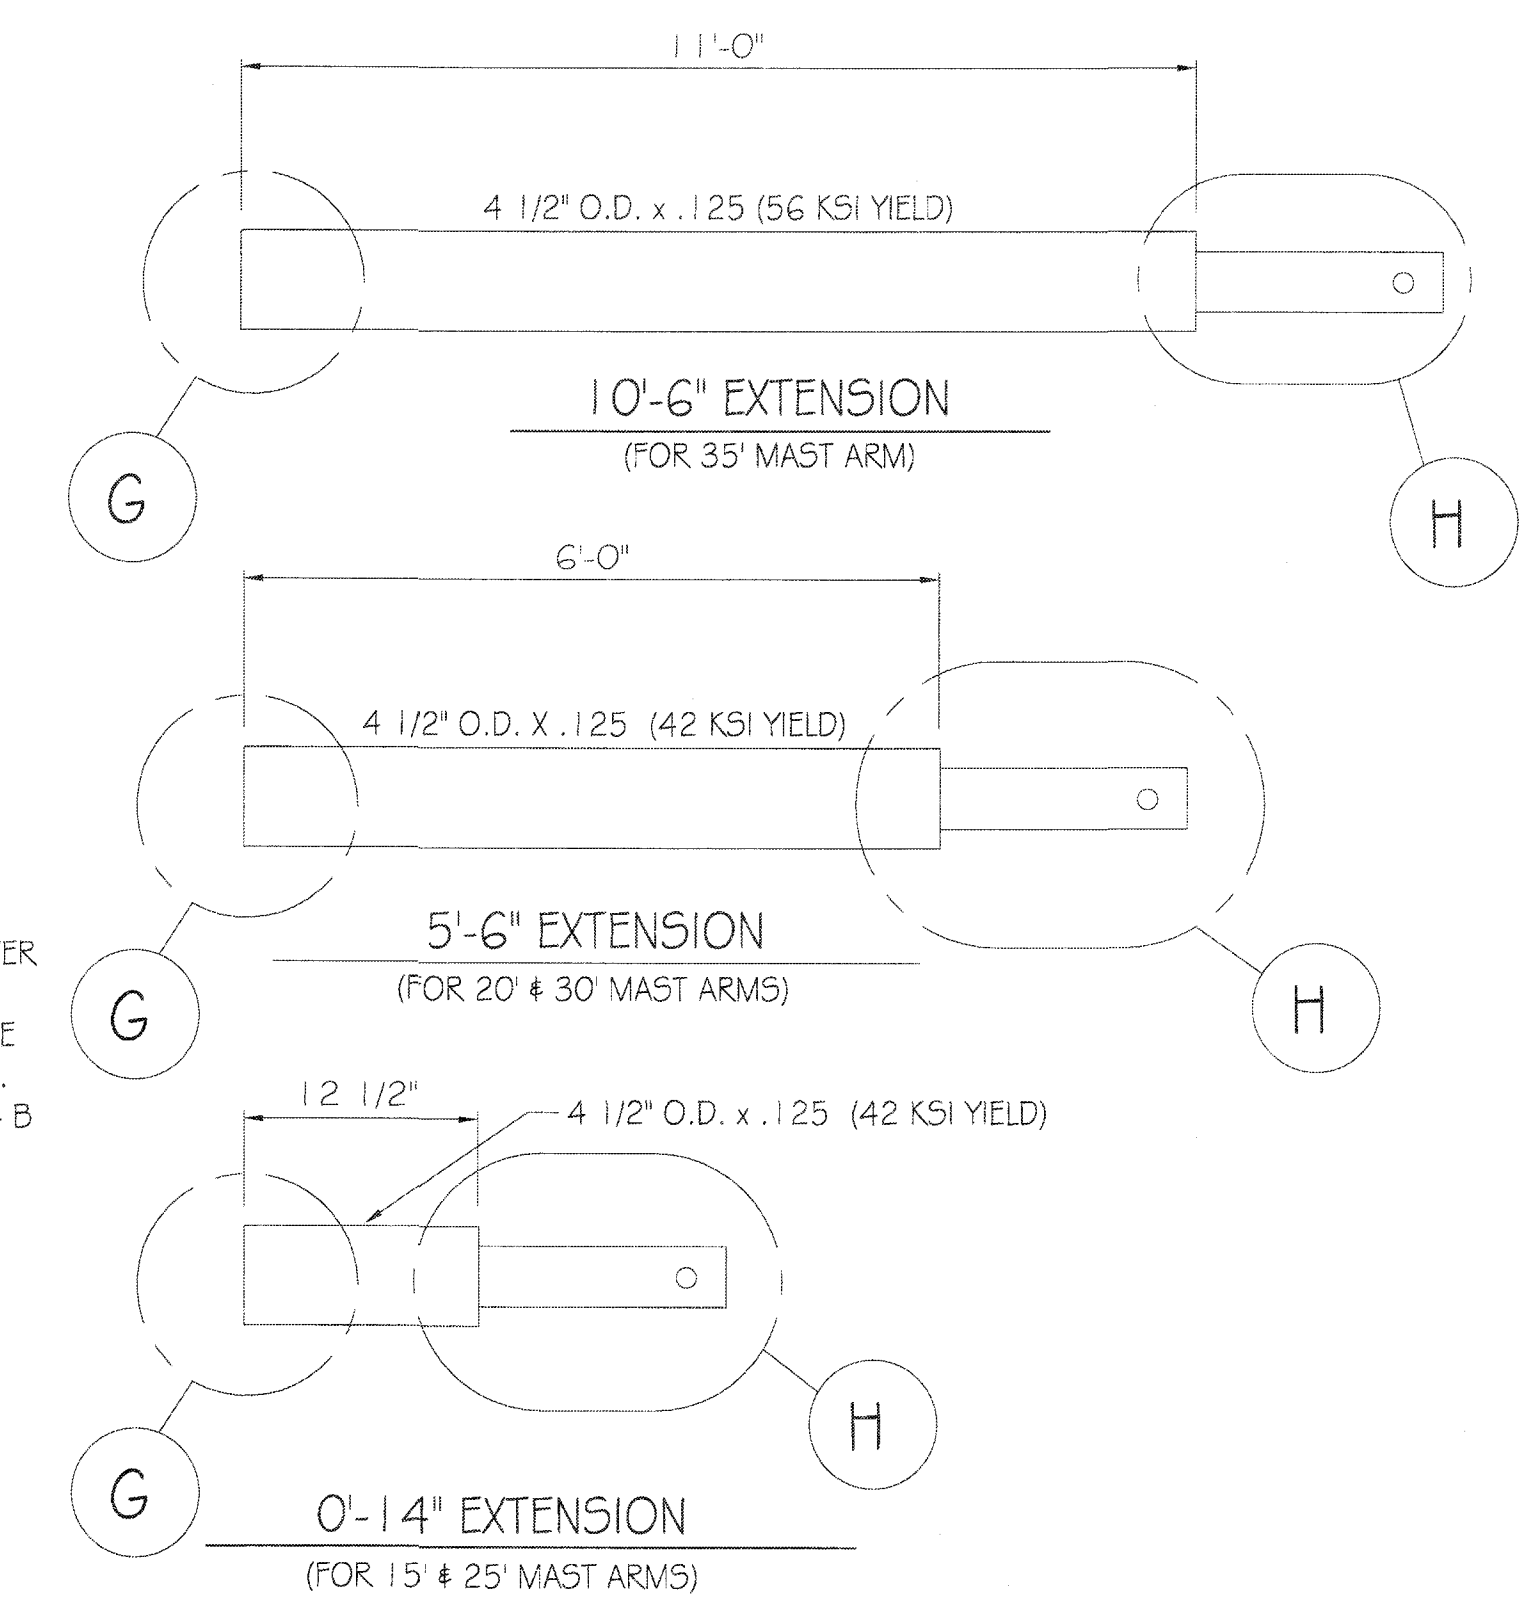 11'-0"
4 1/2" O.D. x .125 (56 KSI YIELD)
10'-6" EXTENSION
(FOR 35' MAST ARM)
G
H
6'-0"
4 1/2" O.D. X .125 (42 KSI YIELD)
5'-6" EXTENSION
(FOR 20' & 30' MAST ARMS)
G
H
E
B
12 1/2"
4 1/2" O.D. x .125 (42 KSI YIELD)
H
G
0'-14" EXTENSION
(FOR 15' & 25' MAST ARMS)